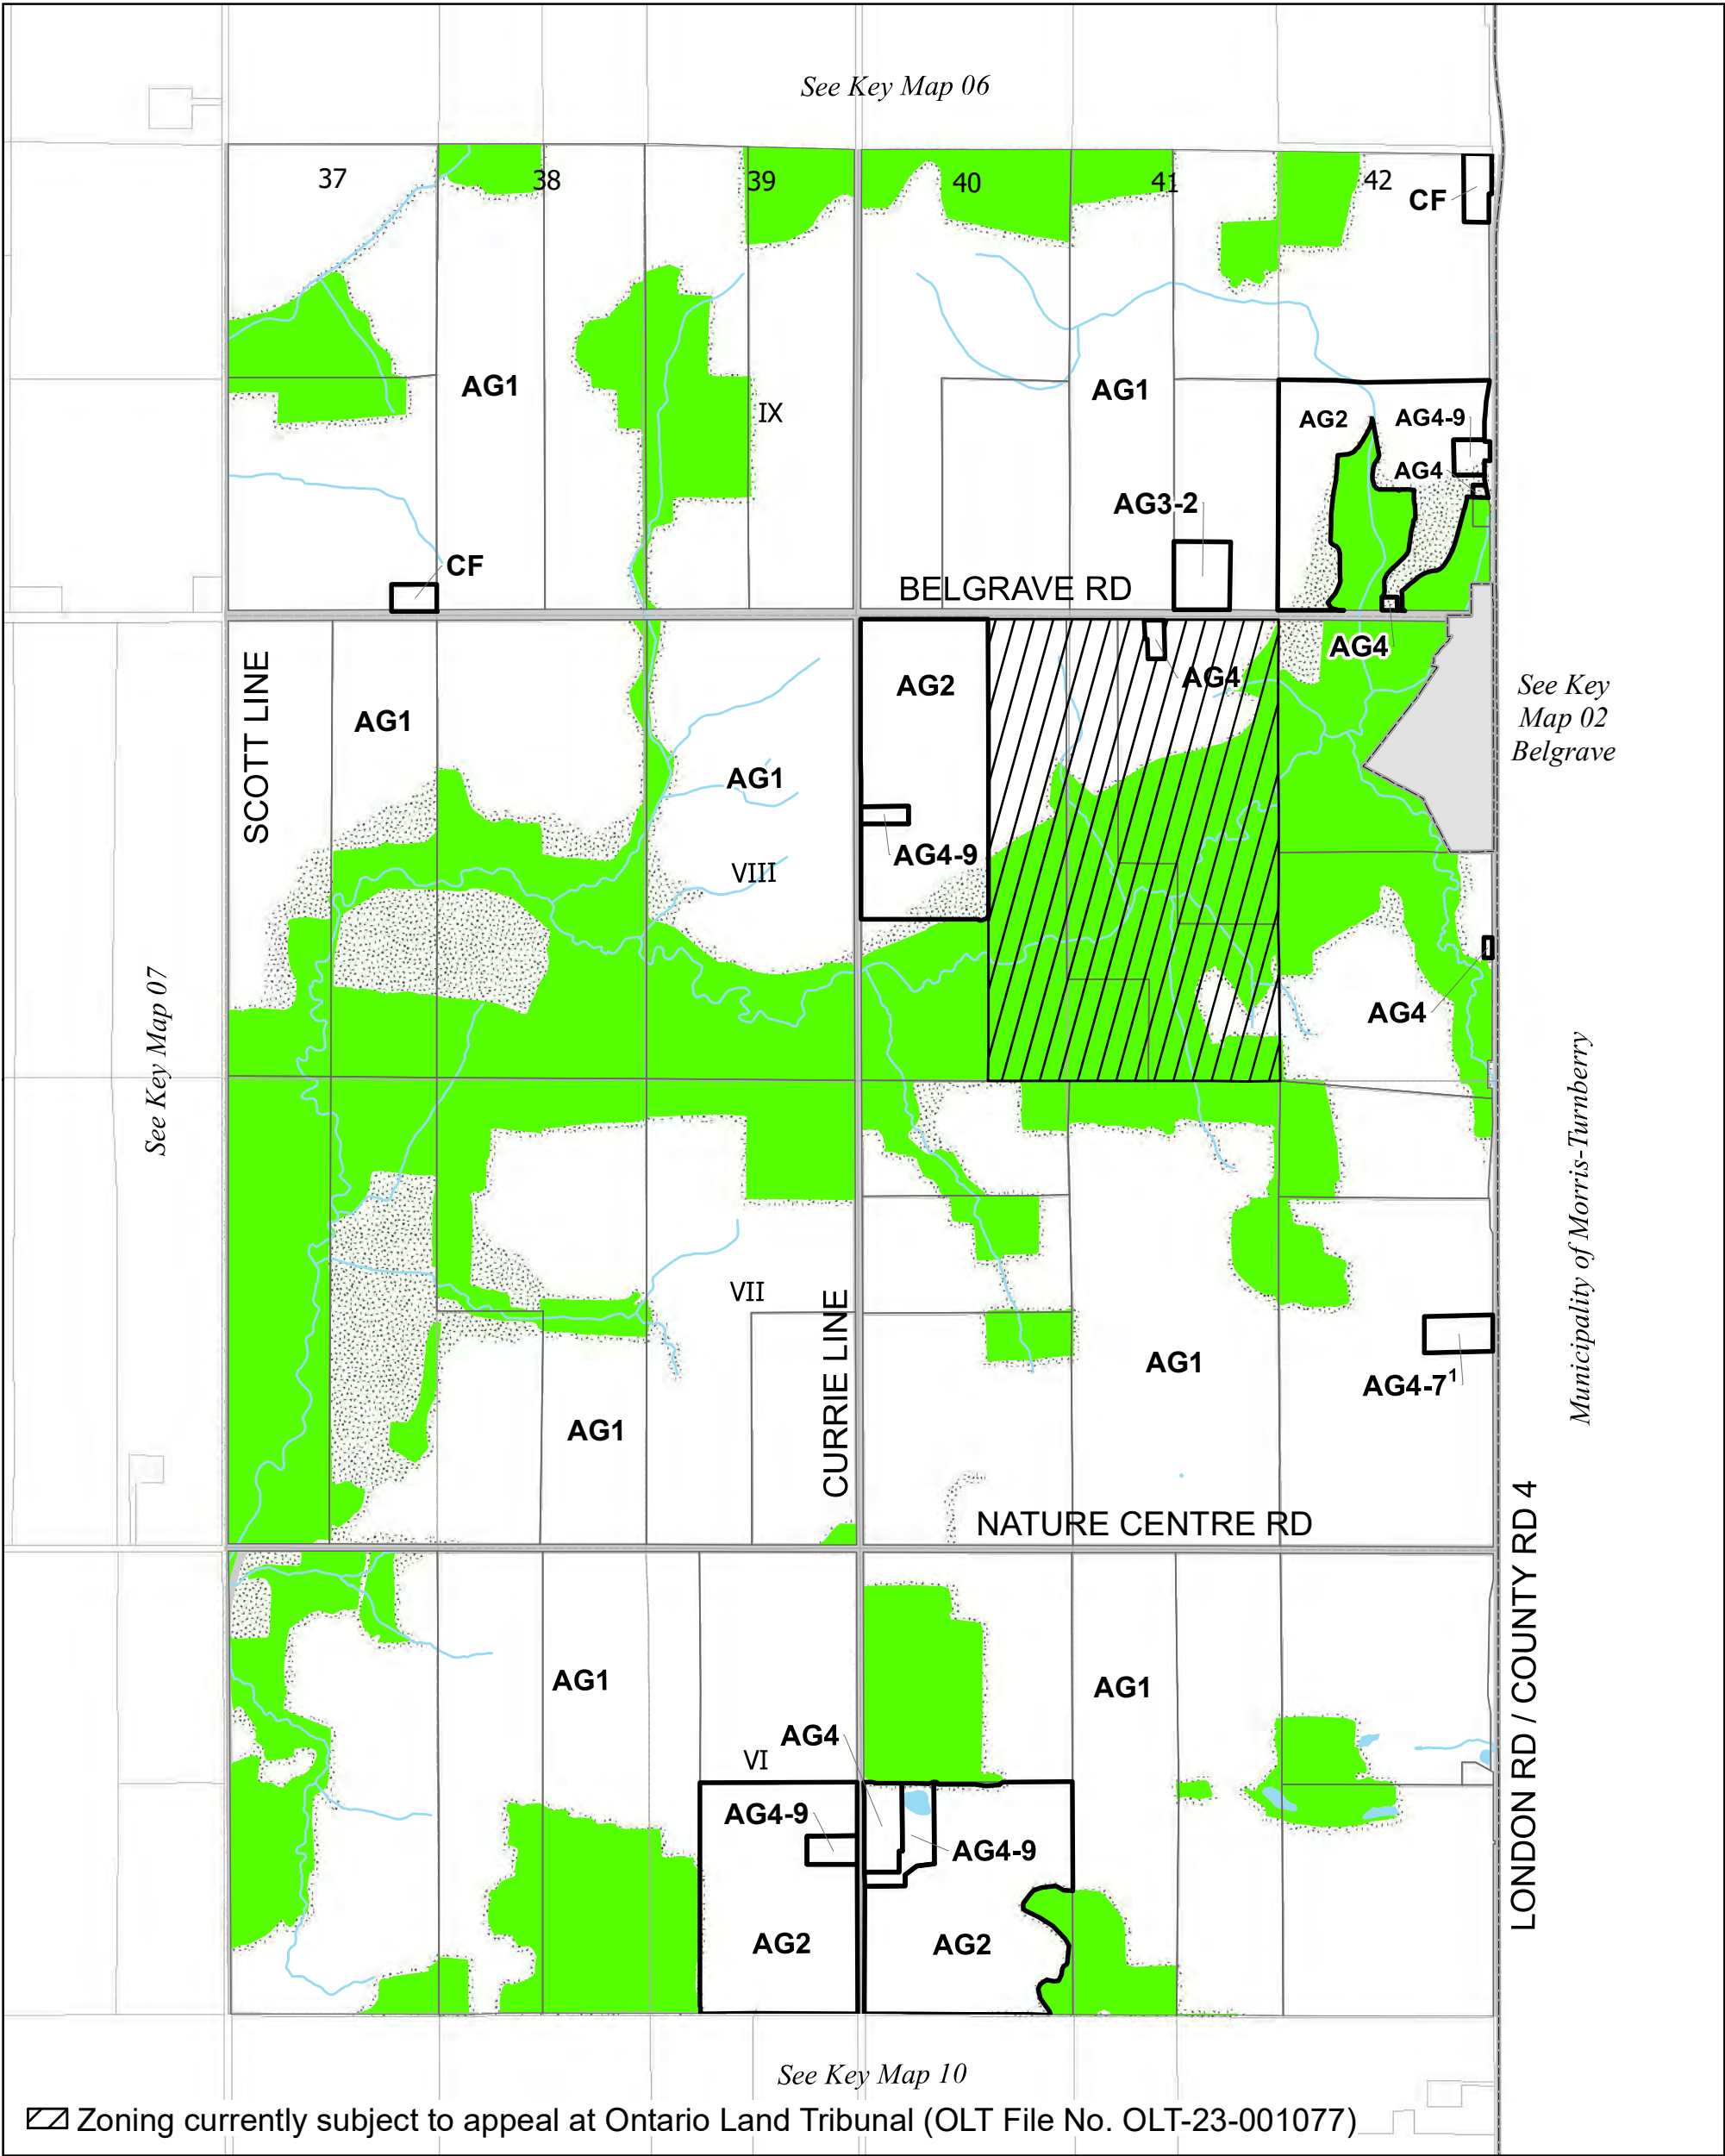 See Key Map 06
37
38
39
40
41
42
CF
AG1
AG1
IX
AG2
AG4-9
AG4
AG3-2
CF
BELGRAVE RD
AG4
SCOTT LINE
AG1
AG2
AG4
See Key
Map 02
Belgrave
AG1
AG4-9
VIII
See Key Map 07
AG4
Municipality of Morris-Turnberry
VII
CURRIE LINE
AG1
AG4-7¹
AG1
NATURE CENTRE RD
LONDON RD / COUNTY RD 4
AG1
AG1
AG4
VI
AG4-9
AG4-9
AG2
AG2
See Key Map 10
Zoning currently subject to appeal at Ontario Land Tribunal (OLT File No. OLT-23-001077)